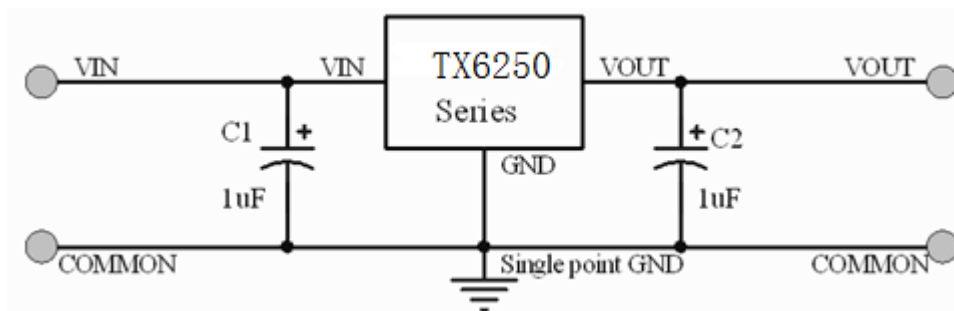 VIN
VIN
TX6250
Series
VOUT
VOUT
C1
+
1uF
GND
+
C2
1uF
COMMON
Single point GND
COMMON